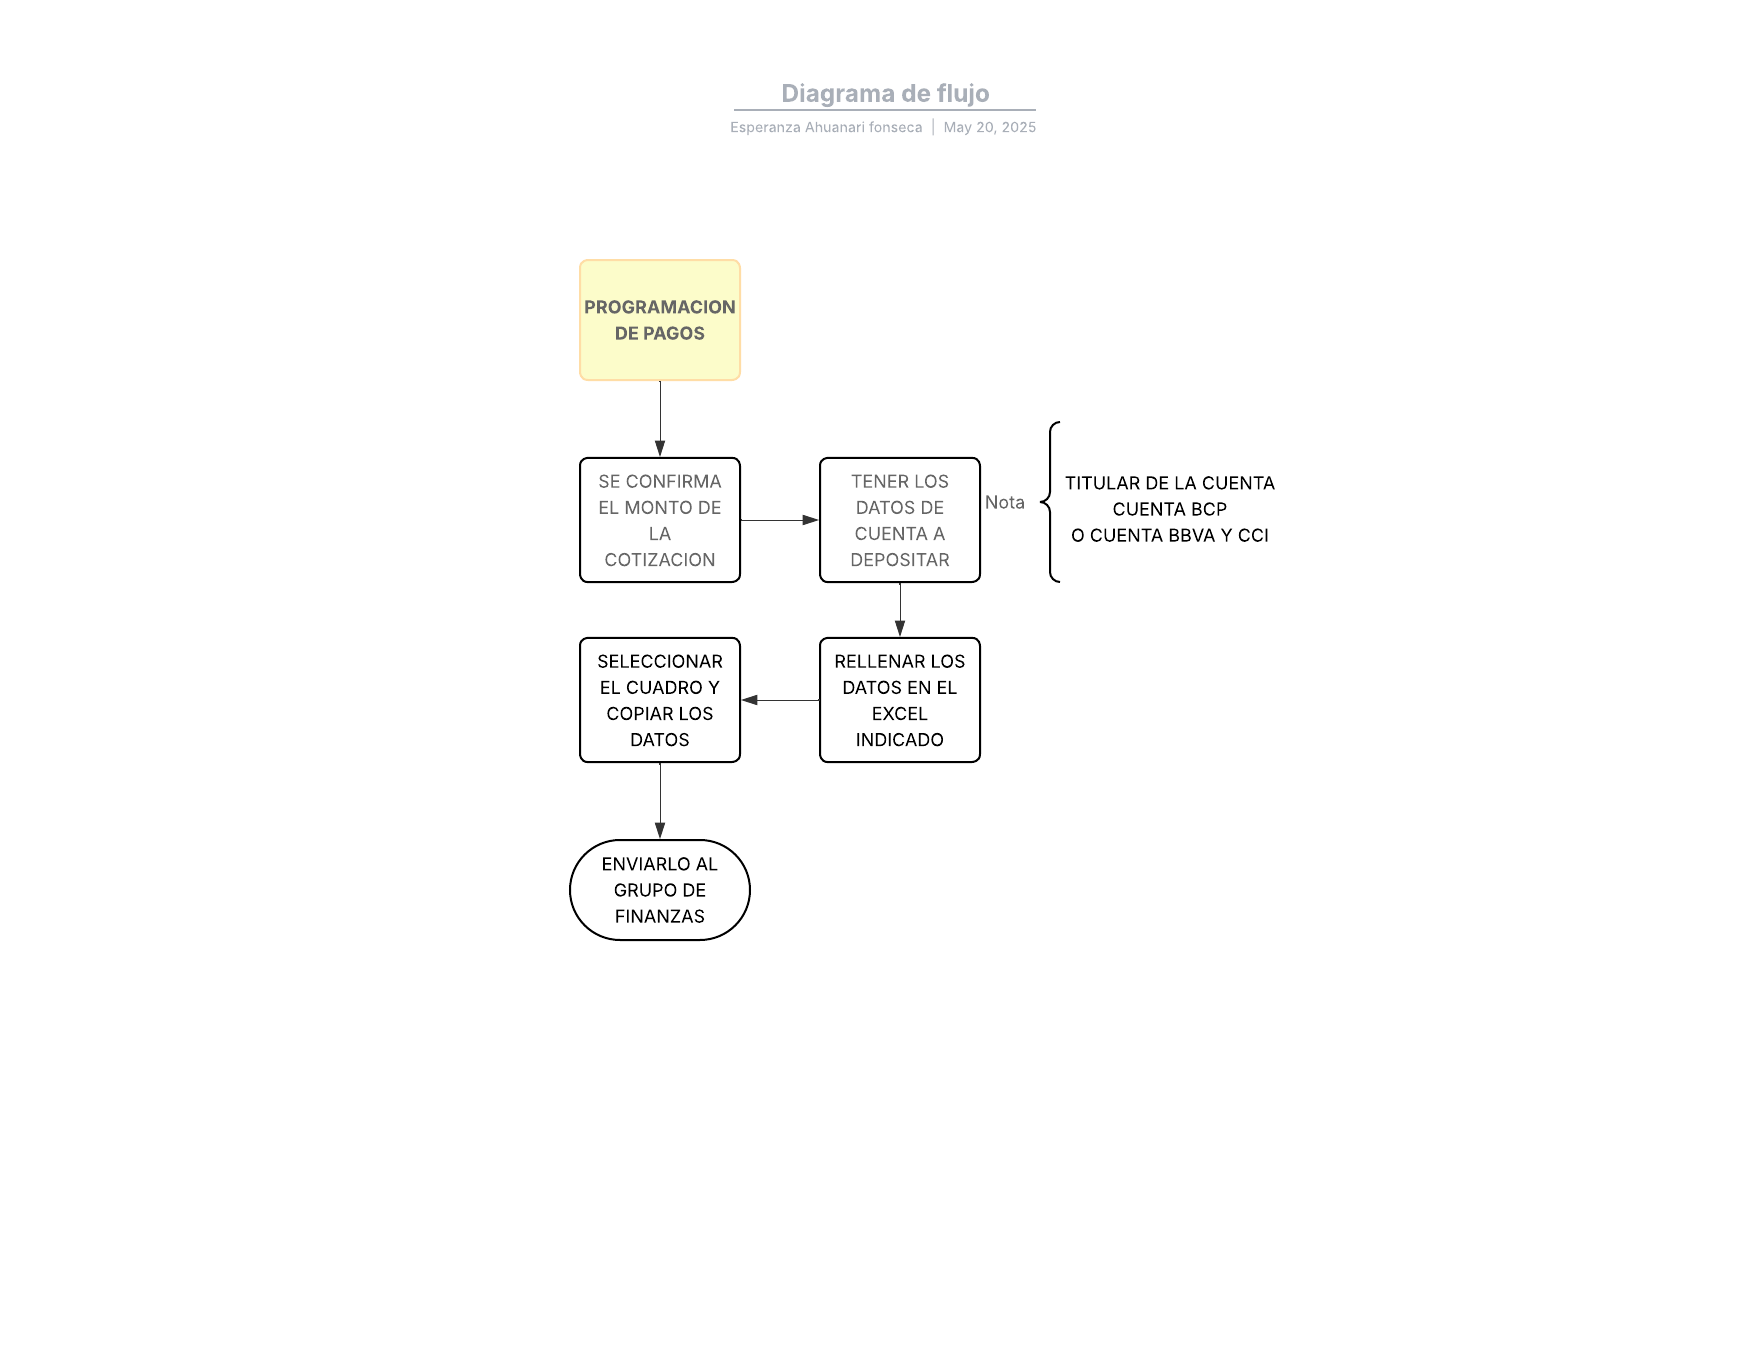 Diagrama de flujo
Esperanza Ahuanari fonseca | May 20, 2025
PROGRAMACION
DE PAGOS
SE CONFIRMA
EL MONTO DE
LA
COTIZACION
TENER LOS
DATOS DE
CUENTA A
DEPOSITAR
Nota
TITULAR DE LA CUENTA
CUENTA BCP
O CUENTA BBVA Y CCI
RELLENAR LOS
DATOS EN EL
EXCEL
INDICADO
SELECCIONAR
EL CUADRO Y
COPIAR LOS
DATOS
ENVIARLO AL
GRUPO DE
FINANZAS